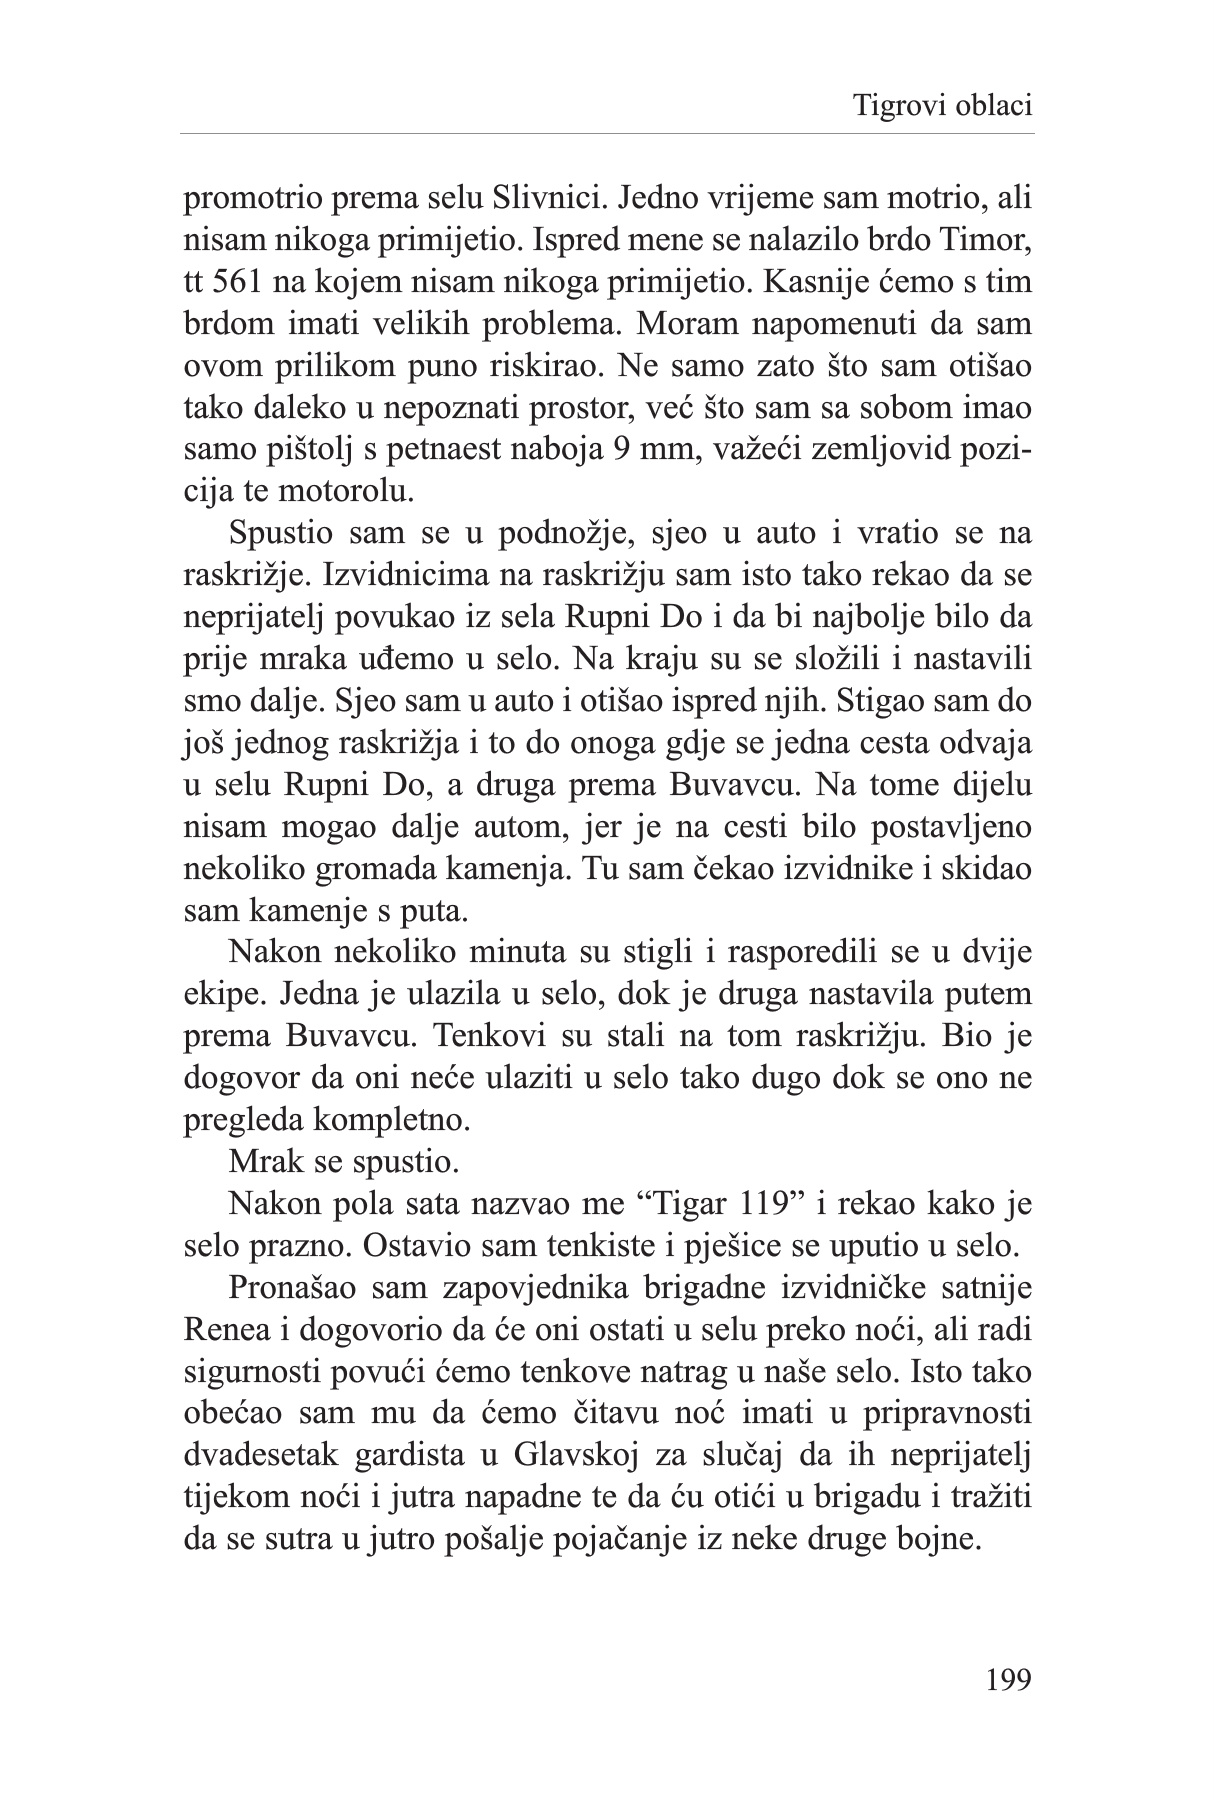 Tigrovi oblaci
promotrio prema selu Slivnici. Jedno vrijeme sam motrio, ali
nisam nikoga primijetio. Ispred mene se nalazilo brdo Timor,
tt 561 na kojem nisam nikoga primijetio. Kasnije ćemo s tim
brdom imati velikih problema. Moram napomenuti da sam
ovom prilikom puno riskirao. Ne samo zato što sam otišao
tako daleko u nepoznati prostor, već što sam sa sobom imao
samo pištolj s petnaest naboja 9 mm, važeći zemljovid pozi-
cija te motorolu.
Spustio sam se u podnožje, sjeo u auto i vratio se na
raskrižje. Izvidnicima na raskrižju sam isto tako rekao da se
neprijatelj povukao iz sela Rupni Do i da bi najbolje bilo da
prije mraka uđemo u selo. Na kraju su se složili i nastavili
smo dalje. Sjeo sam u auto i otišao ispred njih. Stigao sam do
još jednog raskrižja i to do onoga gdje se jedna cesta odvaja
u selu Rupni Do, a druga prema Buvavcu. Na tome dijelu
nisam mogao dalje autom, jer je na cesti bilo postavljeno
nekoliko gromada kamenja. Tu sam čekao izvidnike i skidao
sam kamenje s puta.
Nakon nekoliko minuta su stigli i rasporedili se u dvije
ekipe. Jedna je ulazila u selo, dok je druga nastavila putem
prema Buvavcu. Tenkovi su stali na tom raskrižju. Bio je
dogovor da oni neće ulaziti u selo tako dugo dok se ono ne
pregleda kompletno.
Mrak se spustio.
Nakon pola sata nazvao me “Tigar 119” i rekao kako je
selo prazno. Ostavio sam tenkiste i pješice se uputio u selo.
Pronašao sam zapovjednika brigadne izvidničke satnije
Renea i dogovorio da će oni ostati u selu preko noći, ali radi
sigurnosti povući ćemo tenkove natrag u naše selo. Isto tako
obećao sam mu da ćemo čitavu noć imati u pripravnosti
dvadesetak gardista u Glavskoj za slučaj da ih neprijatelj
tijekom noći i jutra napadne te da ću otići u brigadu i tražiti
da se sutra u jutro pošalje pojačanje iz neke druge bojne.
199